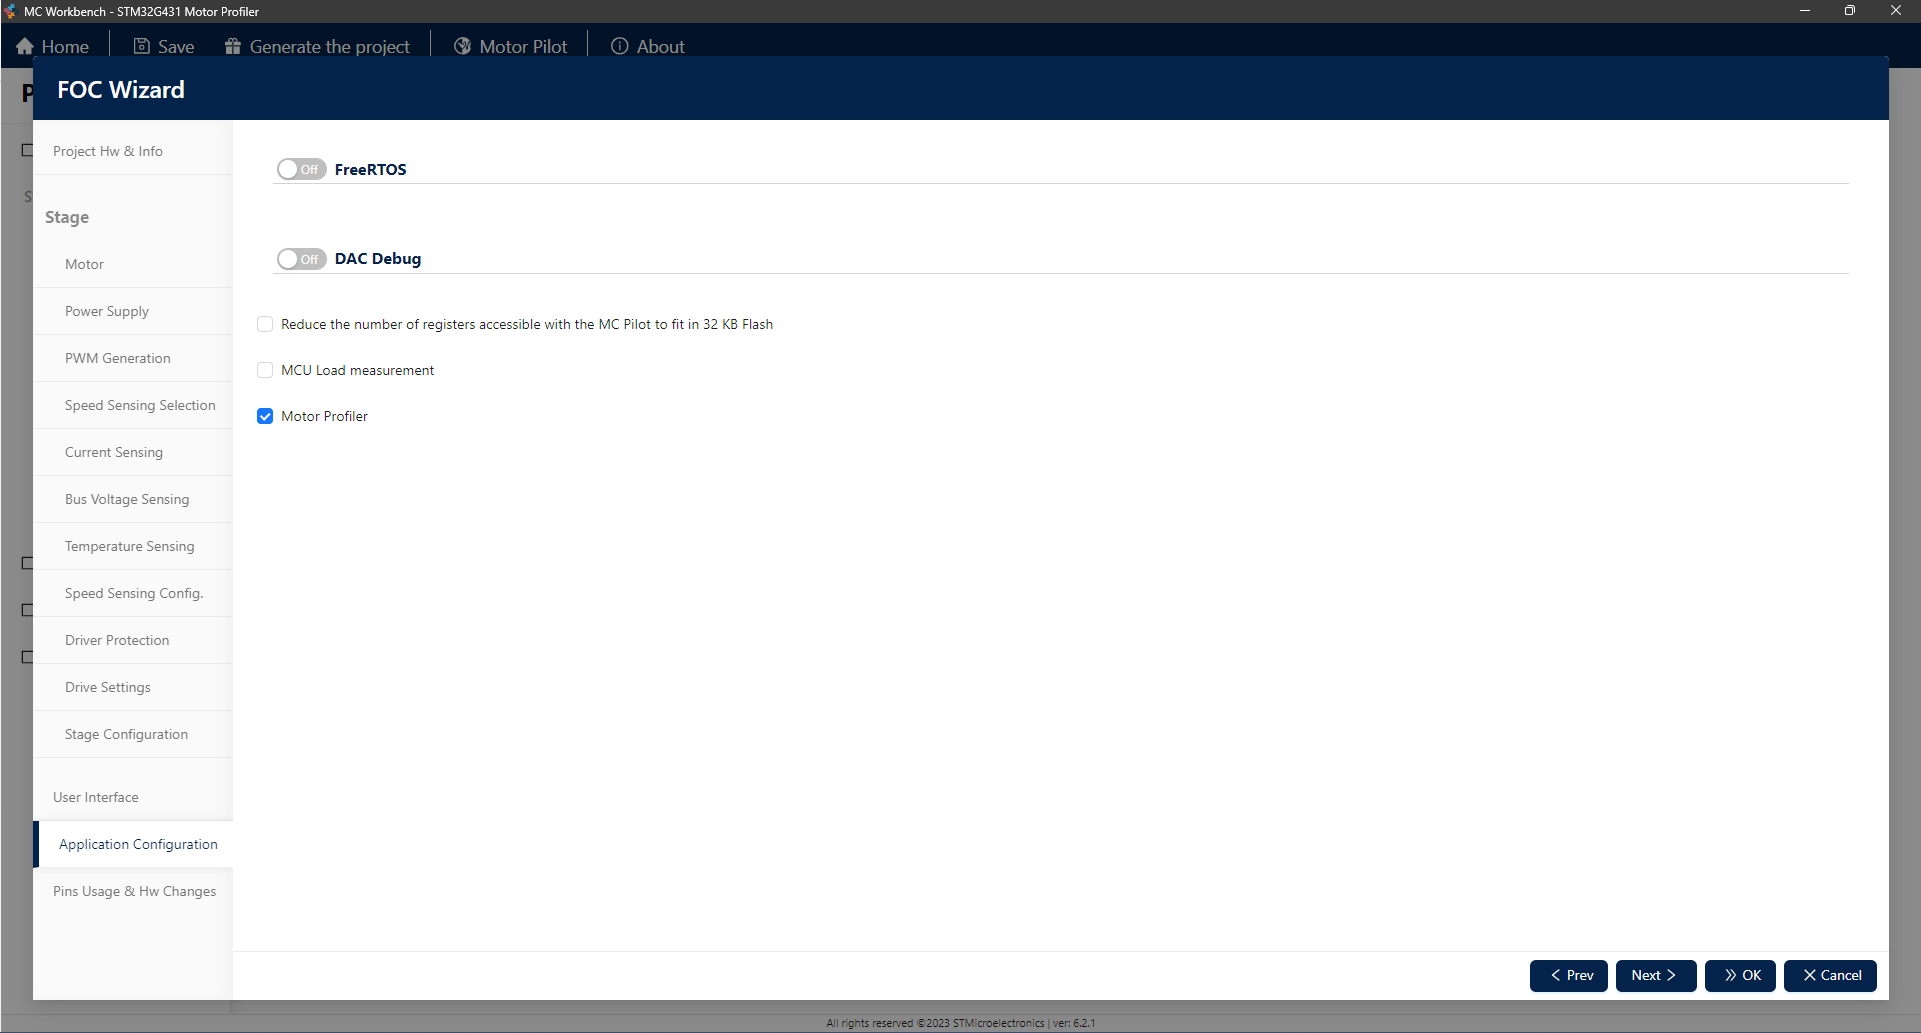 MC Workbench - STM32G431 Motor Profiler
Home Save Generate the project Motor Pilot About
P
FOC Wizard
Project Hw & Info
S
Stage
Motor
Power Supply
PWM Generation
Speed Sensing Selection
Current Sensing
Bus Voltage Sensing
Temperature Sensing
Speed Sensing Config.
Driver Protection
Drive Settings
Stage Configuration
User Interface
Application Configuration
Pins Usage & Hw Changes
Off FreeRTOS
Off DAC Debug
Reduce the number of registers accessible with the MC Pilot to fit in 32 KB Flash
MCU Load measurement
Motor Profiler
Prev Next OK Cancel
All rights reserved ©2023 STMicroelectronics | ver: 6.2.1